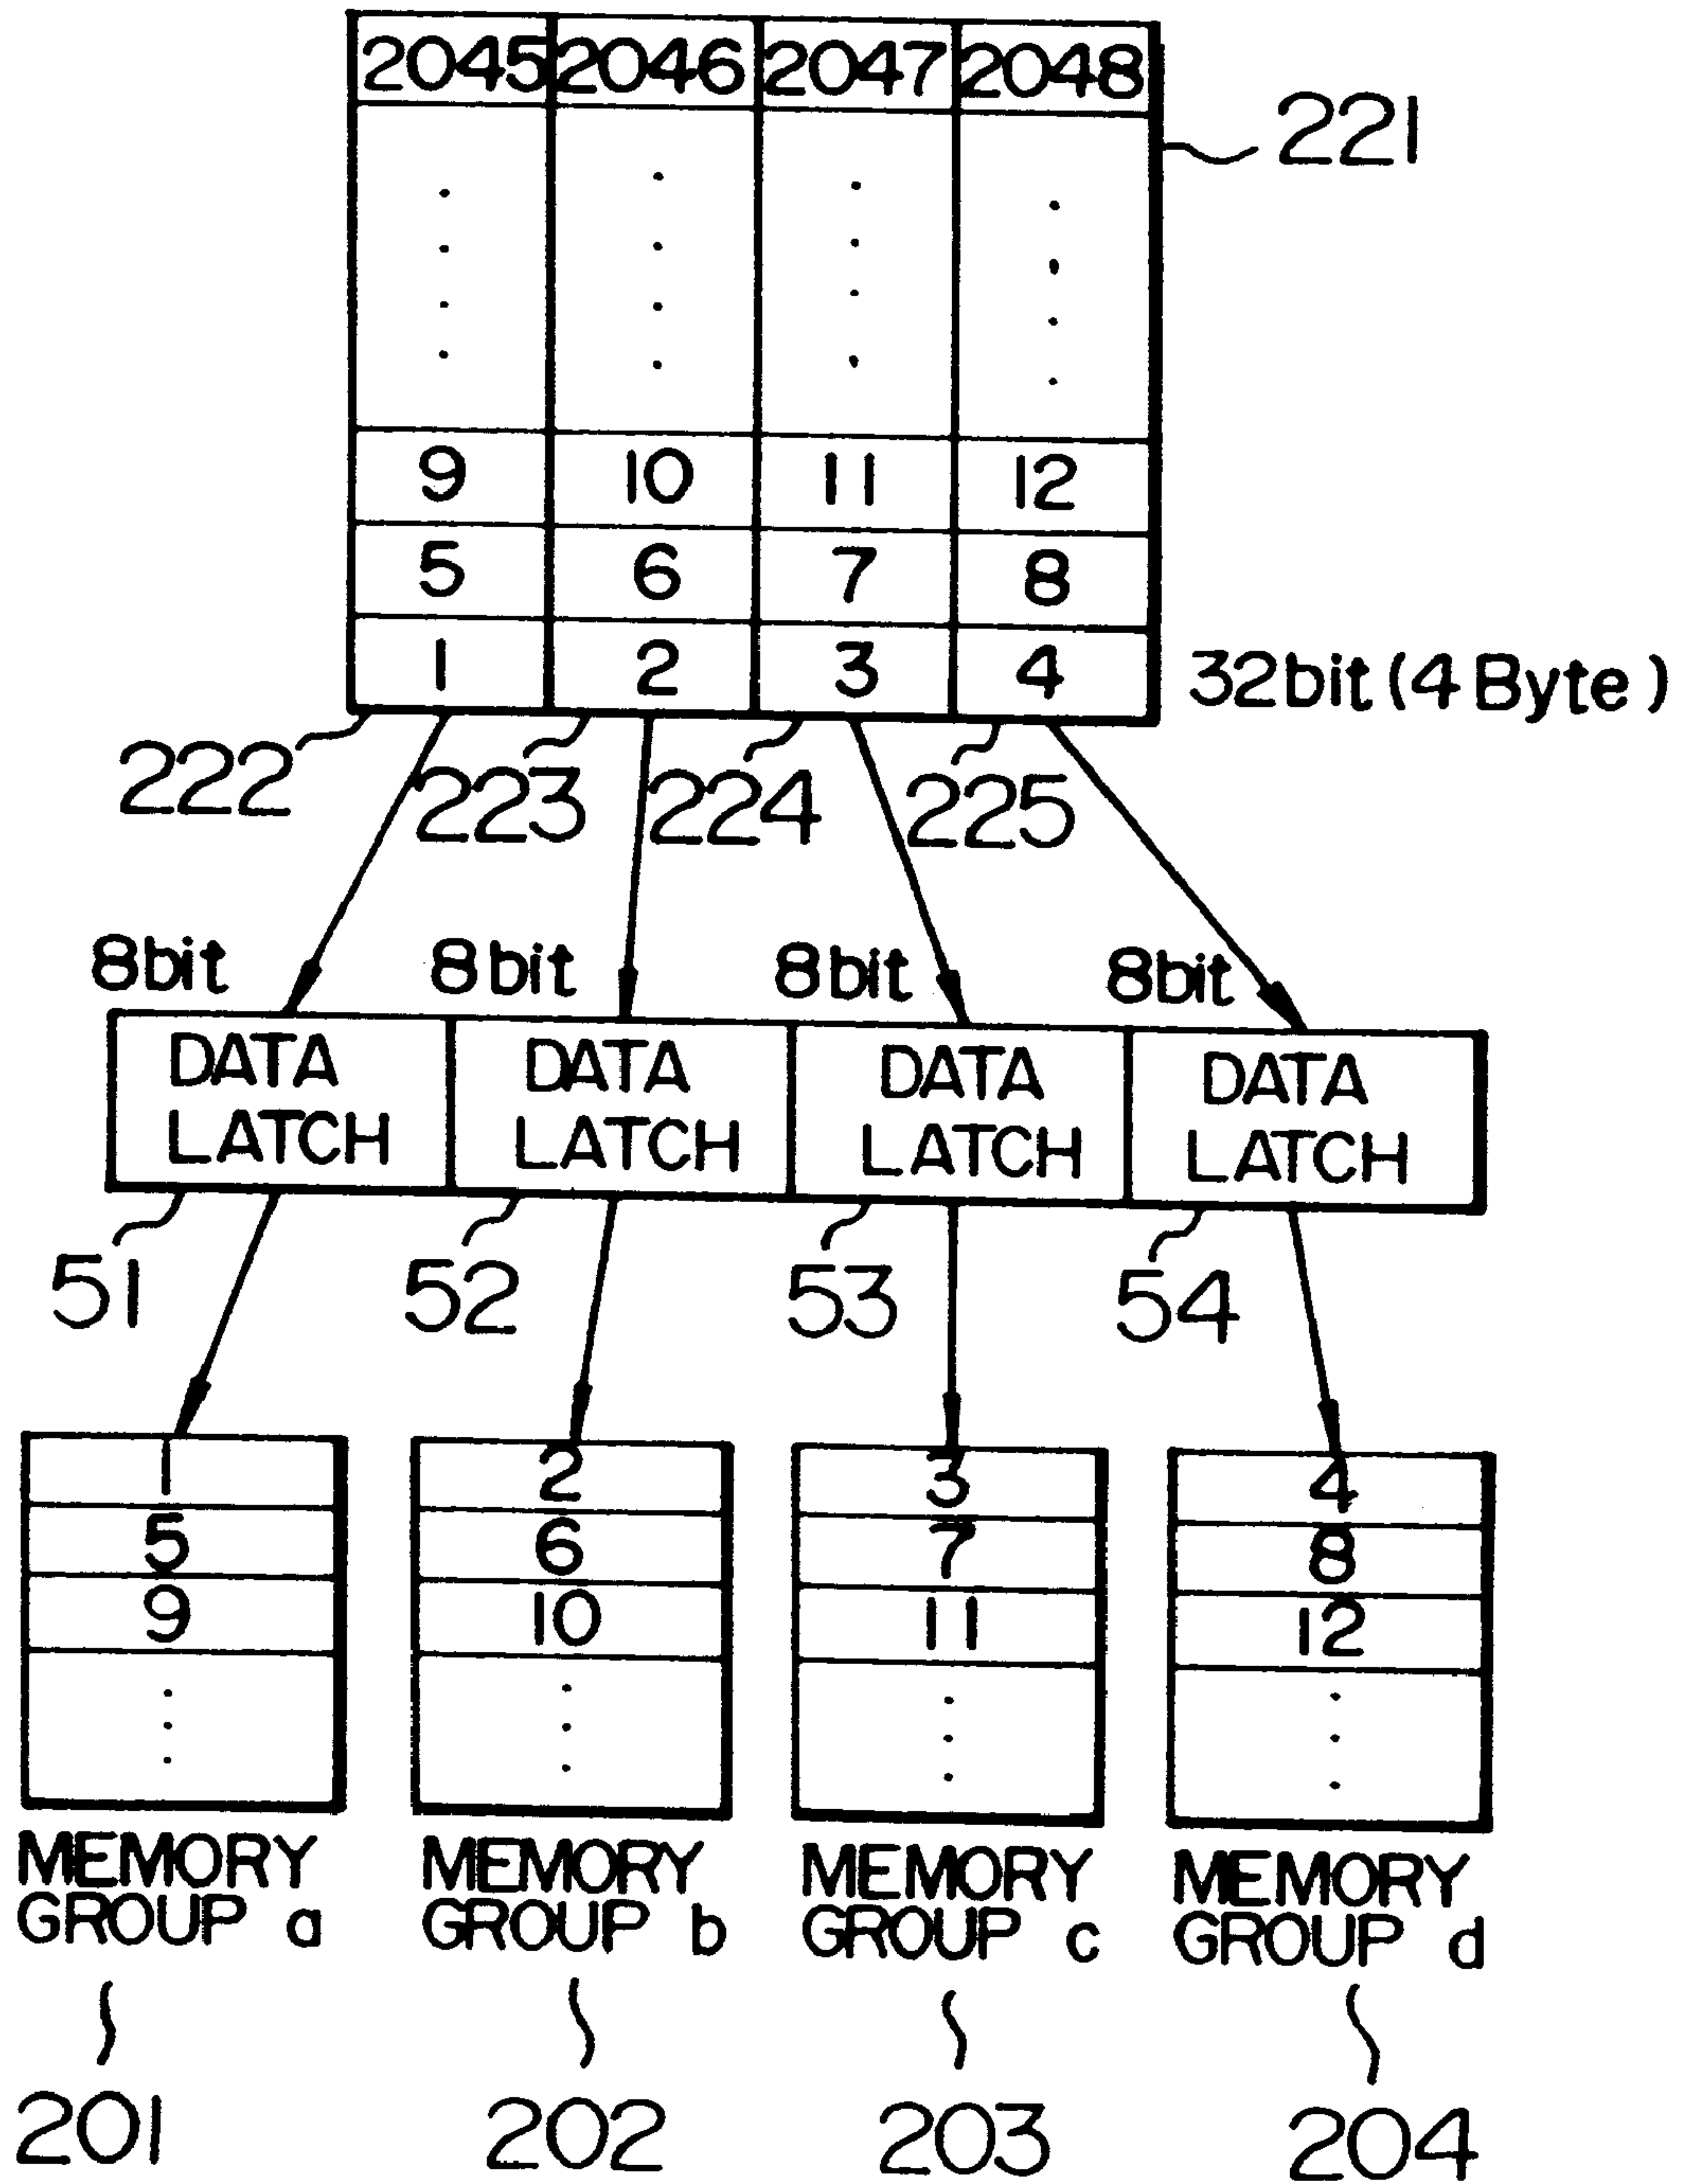 2045 2046 2047 2048
221
9 10 11 12
5 6 7 8
1 2 3 4
32bit (4 Byte)
222 223 224 225
8bit 8bit 8bit 8bit
DATA LATCH
DATA LATCH
DATA LATCH
DATA LATCH
51 52 53 54
1 2 3 4
5 6 7 8
9 10 11 12
MEMORY GROUP a
MEMORY GROUP b
MEMORY GROUP c
MEMORY GROUP d
201 202 203 204